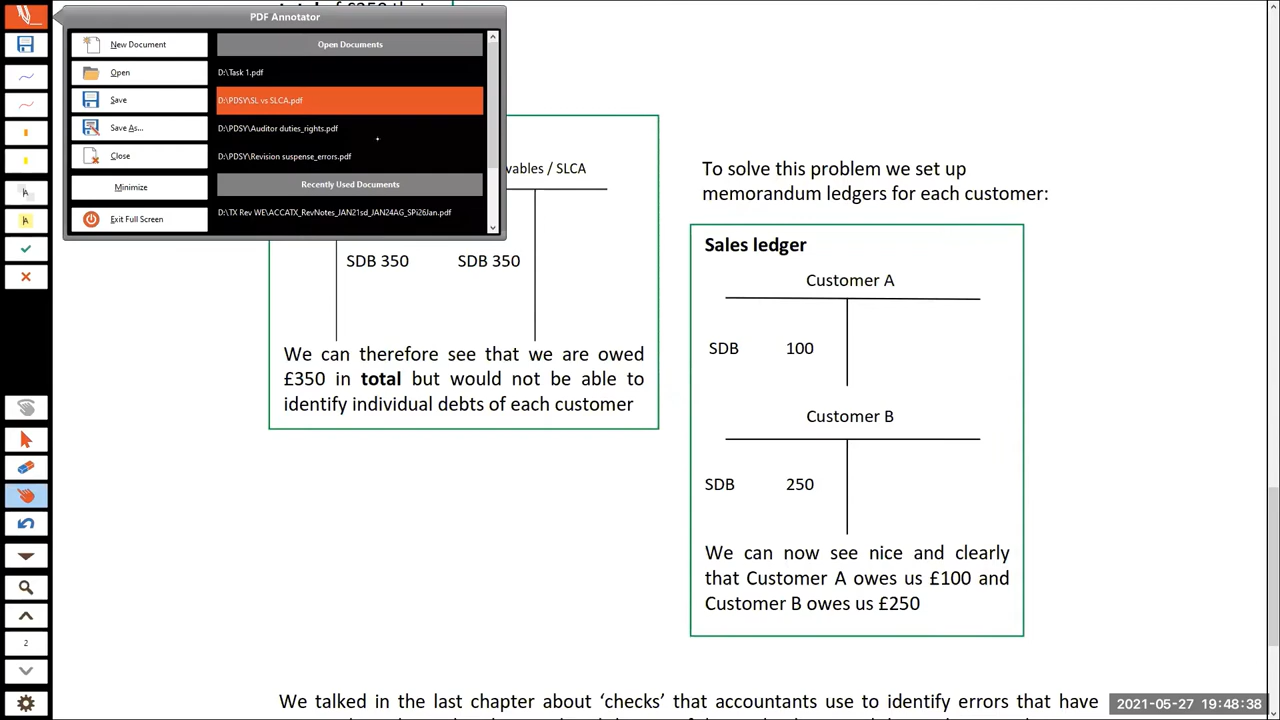 PDF Annotator
New Document
Open
Save
Save As...
Close
Minimize
Exit Full Screen
Open Documents
D:\Task 1.pdf
D:\PDSY\SL vs SLCA.pdf
D:\PDSY\Auditor duties_rights.pdf
D:\PDSY\Revision suspense_errors.pdf
Recently Used Documents
D:\TX Rev WE\ACCATX_RevNotes_JAN21sd_JAN24AG_SPi26Jan.pdf
2
vables / SLCA
SDB 350
SDB 350
We can therefore see that we are owed
£350 in total but would not be able to
identify individual debts of each customer
To solve this problem we set up
memorandum ledgers for each customer:
Sales ledger
Customer A
SDB 100
Customer B
SDB 250
We can now see nice and clearly
that Customer A owes us £100 and
Customer B owes us £250
We talked in the last chapter about ‘checks’ that accountants use to identify errors that have
2021-05-27 19:48:38